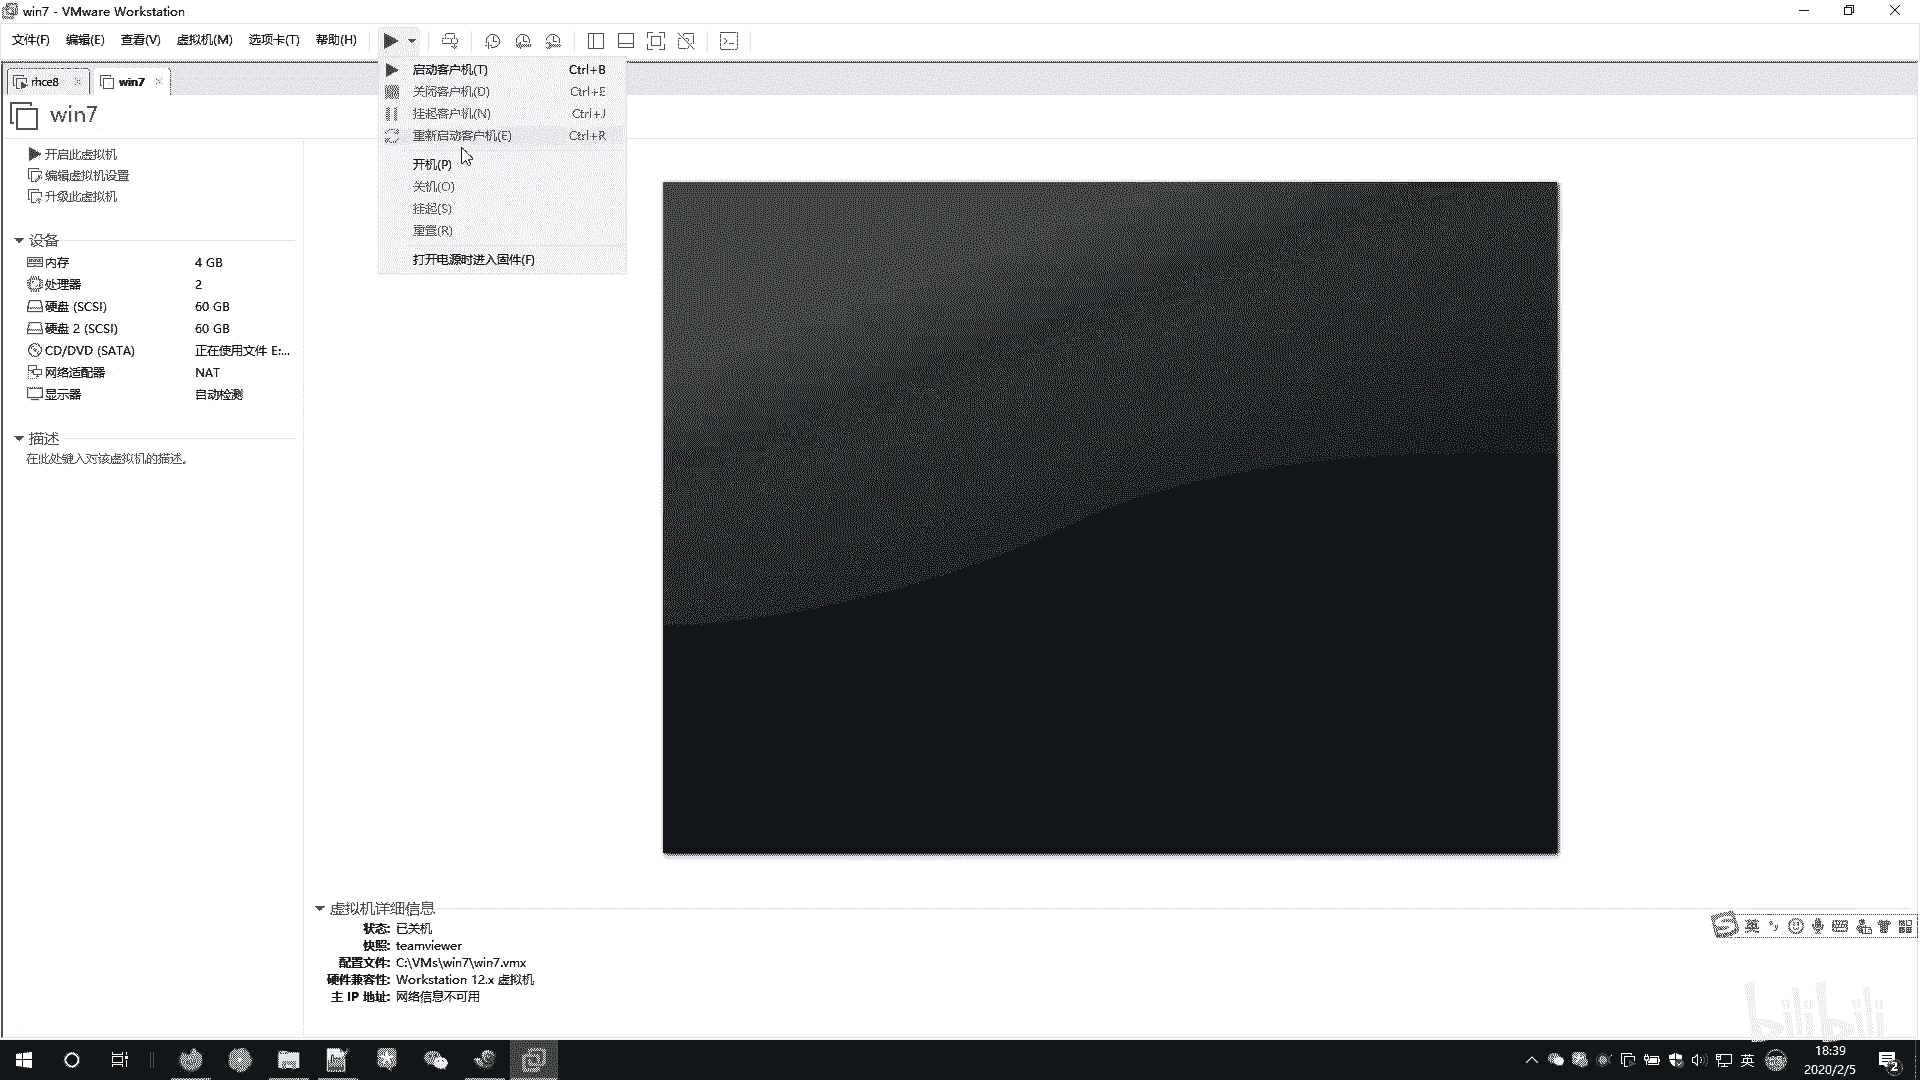 win7 - VMware Workstation
文件(F) 编辑(E) 查看(V) 虚拟机(M) 选项卡(T) 帮助(H)
rhce8 × win7 ×
win7
启动客户机(T) Ctrl+B
关闭客户机(D) Ctrl+E
挂起客户机(N) Ctrl+J
重新启动客户机(E) Ctrl+R
开机(P)
关机(O)
挂起(S)
重置(R)
打开电源时进入固件(F)
开启此虚拟机
编辑虚拟机设置
升级此虚拟机
设备
内存 4 GB
处理器 2
硬盘 (SCSI) 60 GB
硬盘 2 (SCSI) 60 GB
CD/DVD (SATA) 正在使用文件 E:...
网络适配器 NAT
显示器 自动检测
描述
在此处键入对该虚拟机的描述。
虚拟机详细信息
状态: 已关机
快照: teamviewer
配置文件: C:\VMs\win7\win7.vmx
硬件兼容性: Workstation 12.x 虚拟机
主 IP 地址: 网络信息不可用
英
bilibili
英
18:39
2020/2/5
2